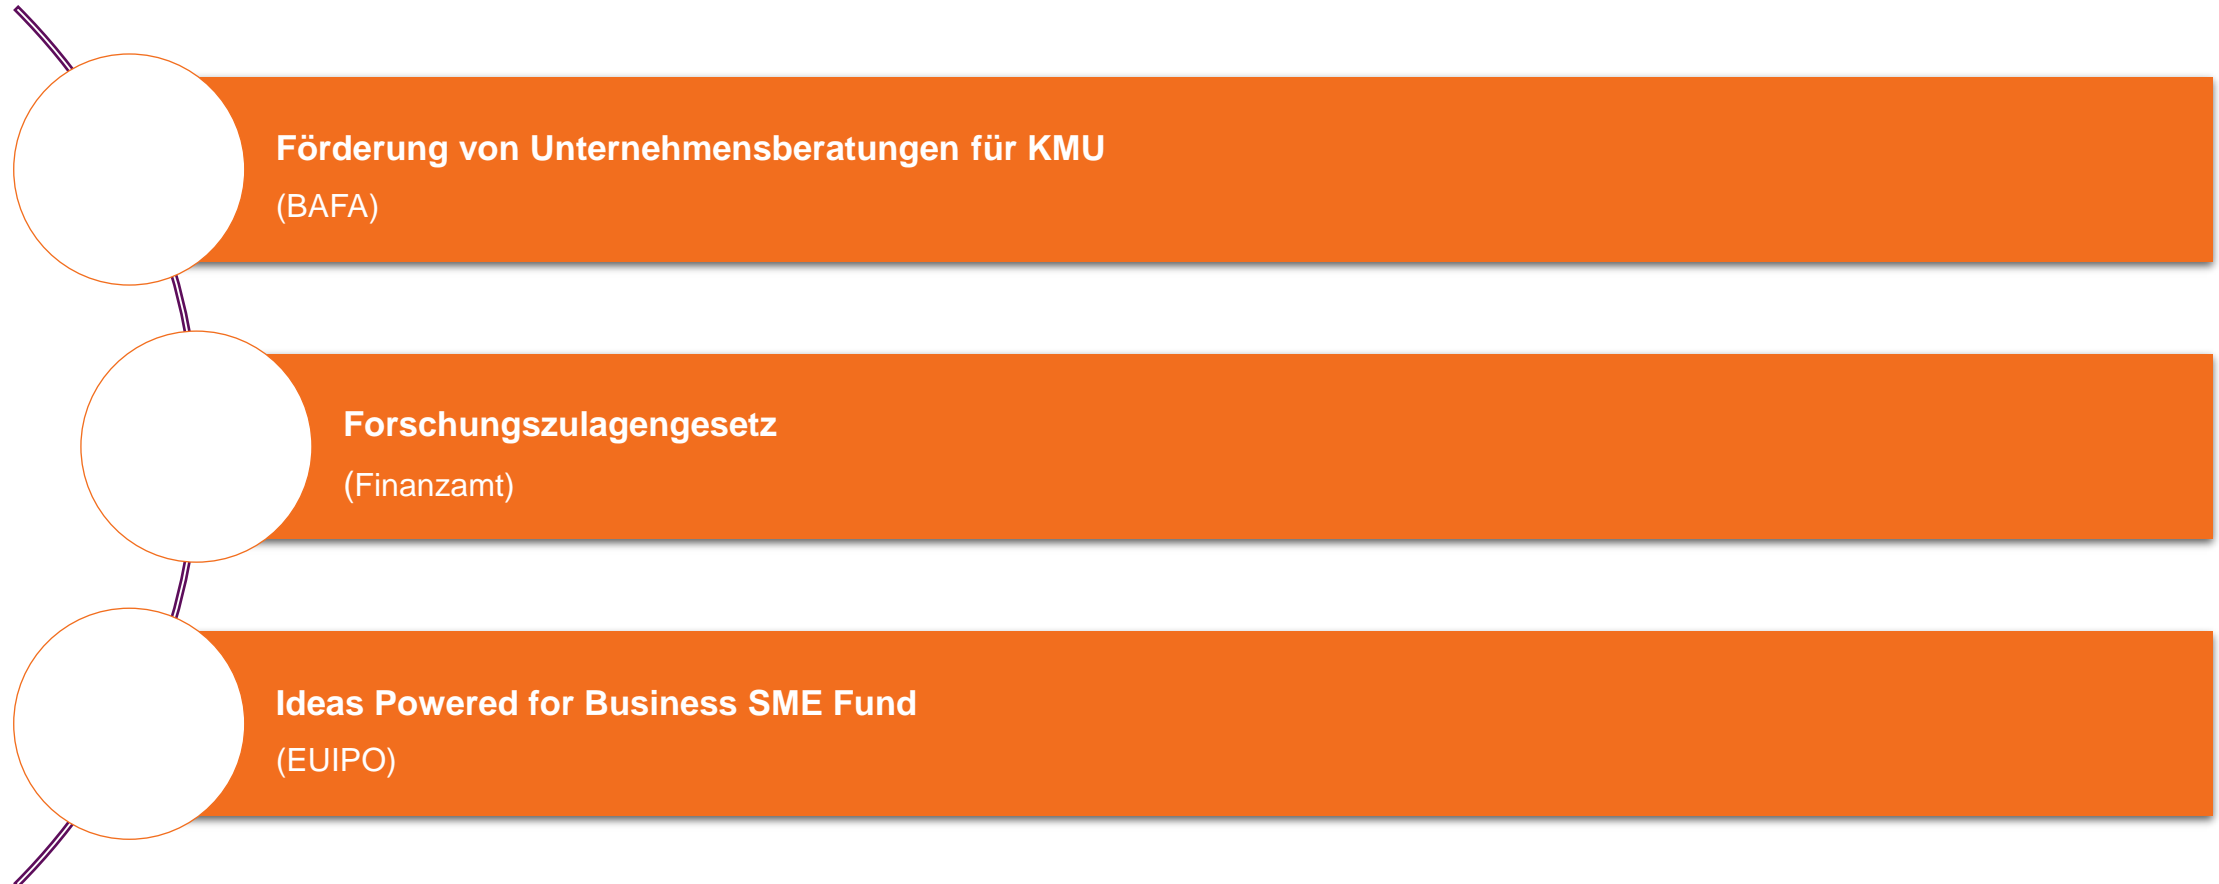 Förderung von Unternehmensberatungen für KMU
(BAFA)
Forschungszulagengesetz
(Finanzamt)
Ideas Powered for Business SME Fund
(EUIPO)